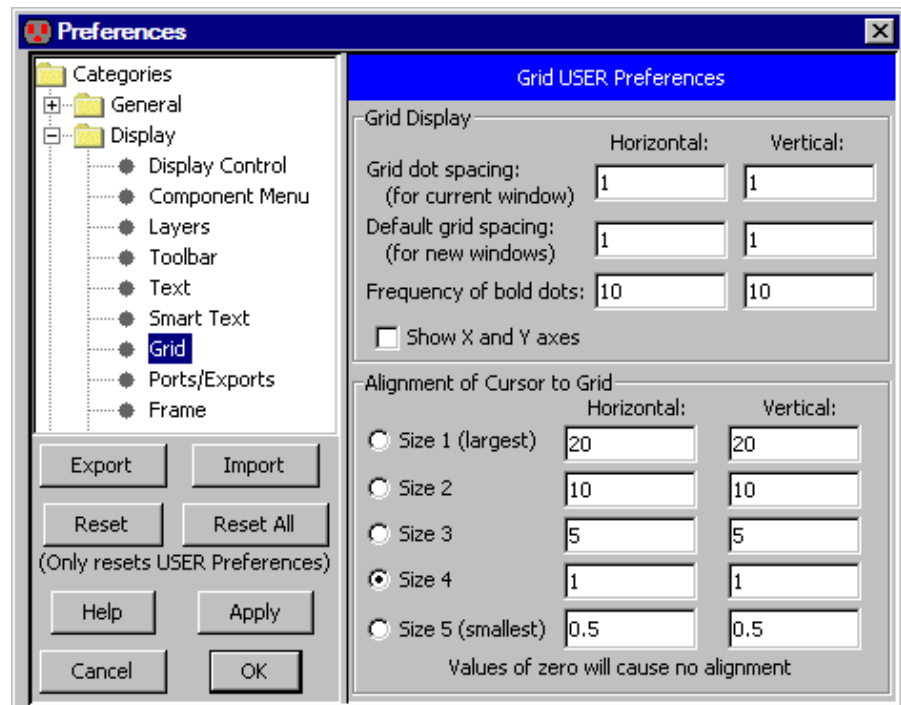 Preferences
Categories
General
Display
Display Control
Component Menu
Layers
Toolbar
Text
Smart Text
Grid
Ports/Exports
Frame
Export Import
Reset Reset All
(Only resets USER Preferences)
Help Apply
Cancel OK
Grid USER Preferences
Grid Display
Horizontal: Vertical:
Grid dot spacing:
(for current window) 1 1
Default grid spacing:
(for new windows) 1 1
Frequency of bold dots: 10 10
Show X and Y axes
Alignment of Cursor to Grid
Horizontal: Vertical:
Size 1 (largest) 20 20
Size 2 10 10
Size 3 5 5
Size 4 1 1
Size 5 (smallest) 0.5 0.5
Values of zero will cause no alignment